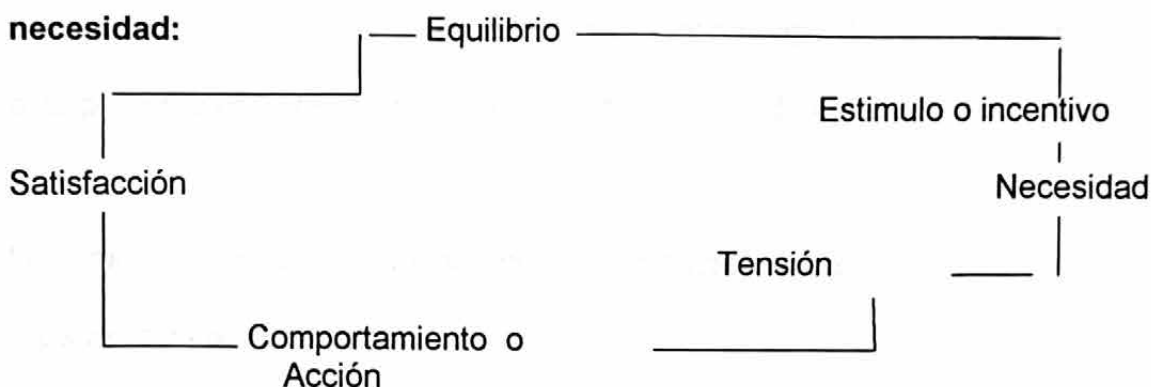 necesidad:
Equilibrio
Estimulo o incentivo
Satisfacción
Necesidad
Tensión
Comportamiento o
Acción